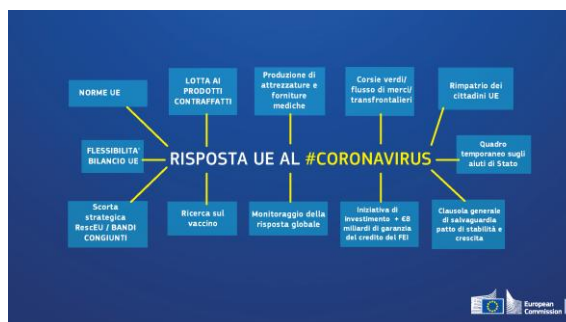 NORME UE
LOTTA AI
PRODOTTI
CONTRAFFATTI
Produzione di
attrezzature e
forniture
mediche
Corsie verdi/
flusso di merci/
transfrontalieri
Rimpatrio dei
cittadini UE
FLESSIBILITA'
BILANCIO UE
RISPOSTA UE AL #CORONAVIRUS
Quadro
temporaneo sugli
aiuti di Stato
Scorta
strategica
RescEU / BANDI
CONGIUNTI
Ricerca sul
vaccino
Monitoraggio della
risposta globale
Iniziativa di
Investimento + €8
miliardi di garanzia
del credito del FEI
Clausola generale
di salvaguardia
patto di stabilità e
crescita
European
Commission